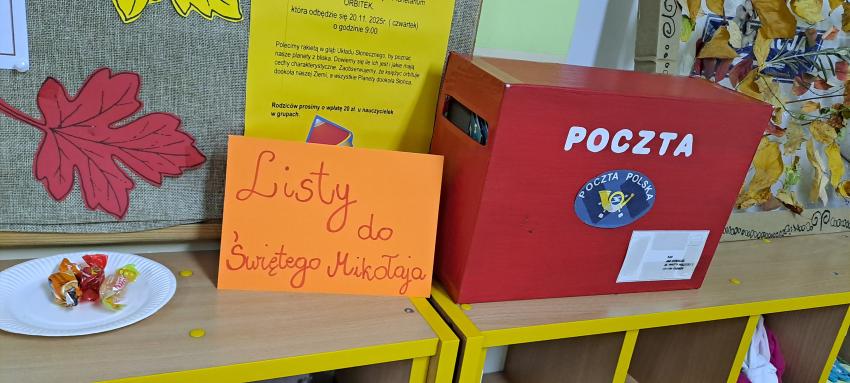 ORBITEK,
która odbędzie się 20.11. 2025r. ( czwartek)
o godzinie 9:00
Polecimy rakietą w głąb Układu Słonecznego, by poznać
nasze planety z bliska. Dowiemy się ile ich jest i jakie mają
cechy charakterystyczne. Zaobserwujemy, że księżyc orbituje
dookoła naszej Ziemi, a wszystkie Planety dookoła Słońca.
Rodziców prosimy o wpłatę 20 zł. u nauczycielek
w grupach.
Listy
do
Świętego Mikołaja
POCZTA
POCZTA POLSKA